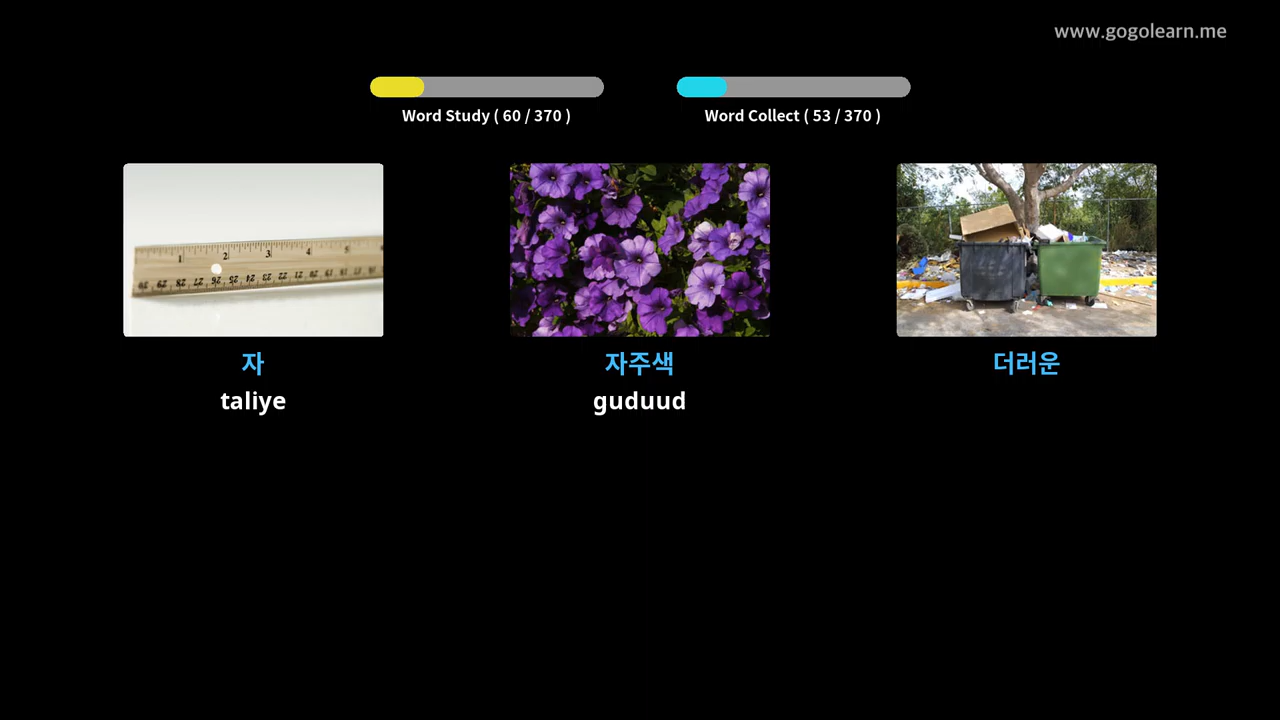 www.gogolearn.me
Word Study ( 60 / 370 )
Word Collect ( 53 / 370 )
자
자주색
더러운
taliye
guduud